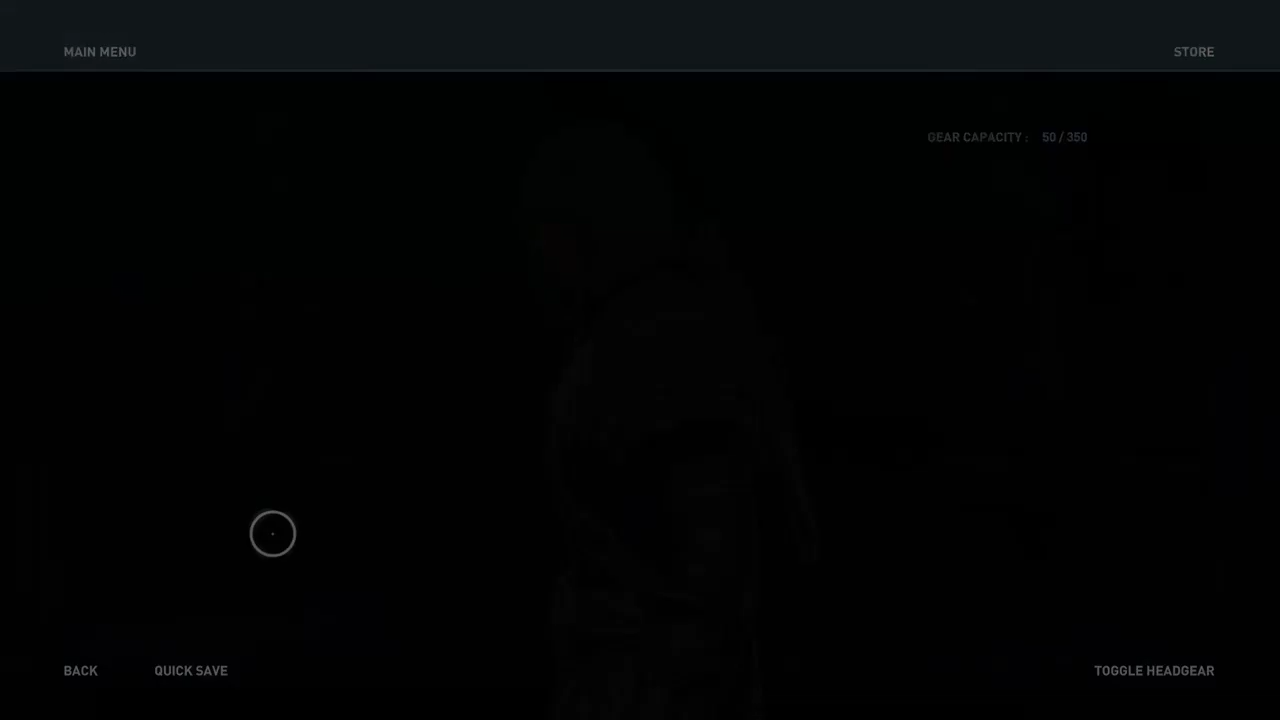 MAIN MENU
STORE
GEAR CAPACITY : 50 / 350
BACK
QUICK SAVE
TOGGLE HEADGEAR